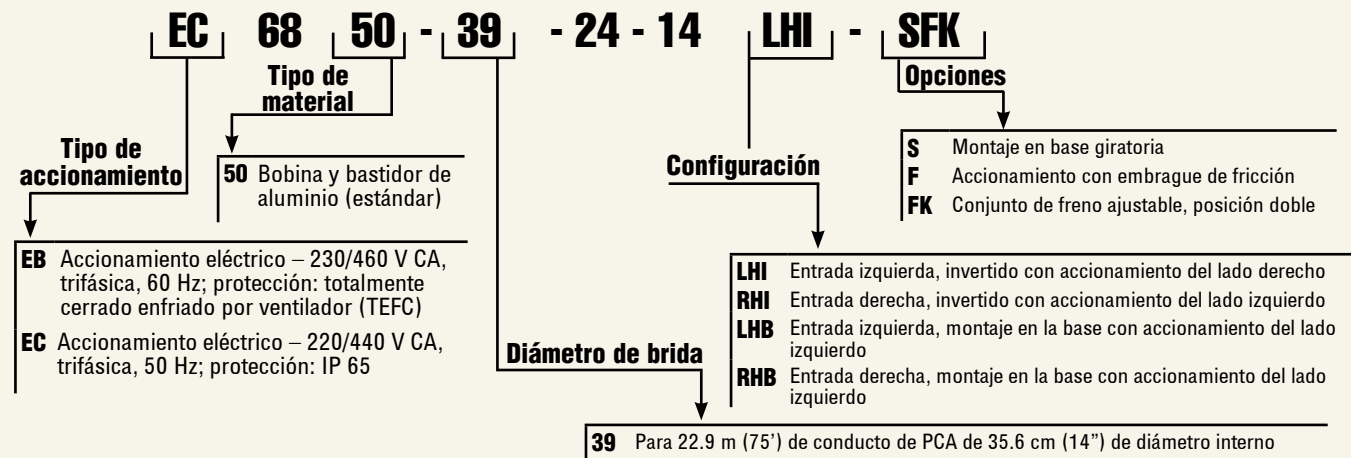 EC 68 50 - 39 - 24 - 14 LHI - SFK
Tipo de
material
Opciones
Tipo de
accionamiento
50 Bobina y bastidor de
aluminio (estándar)
Configuración
S Montaje en base giratoria
F Accionamiento con embrague de fricción
FK Conjunto de freno ajustable, posición doble
EB Accionamiento eléctrico – 230/460 V CA,
trifásica, 60 Hz; protección: totalmente
cerrado enfriado por ventilador (TEFC)
EC Accionamiento eléctrico – 220/440 V CA,
trifásica, 50 Hz; protección: IP 65
LHI Entrada izquierda, invertido con accionamiento del lado derecho
RHI Entrada derecha, invertido con accionamiento del lado izquierdo
LHB Entrada izquierda, montaje en la base con accionamiento del lado
izquierdo
RHB Entrada derecha, montaje en la base con accionamiento del lado
izquierdo
Diámetro de brida
39 Para 22.9 m (75’) de conducto de PCA de 35.6 cm (14”) de diámetro interno